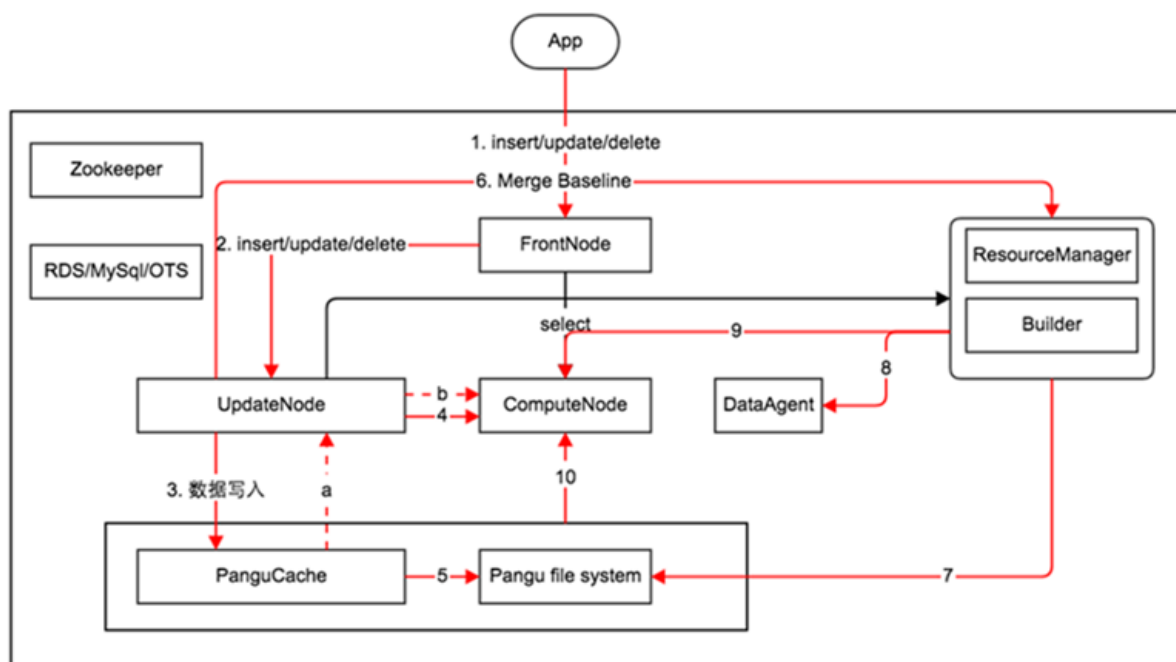 App
1. insert/update/delete
Zookeeper
6. Merge Baseline
2. insert/update/delete
FrontNode
ResourceManager
RDS/MySql/OTS
select
9
Builder
8
UpdateNode
b
4
ComputeNode
DataAgent
3. 数据写入
a
10
PanguCache
5
Pangu file system
7